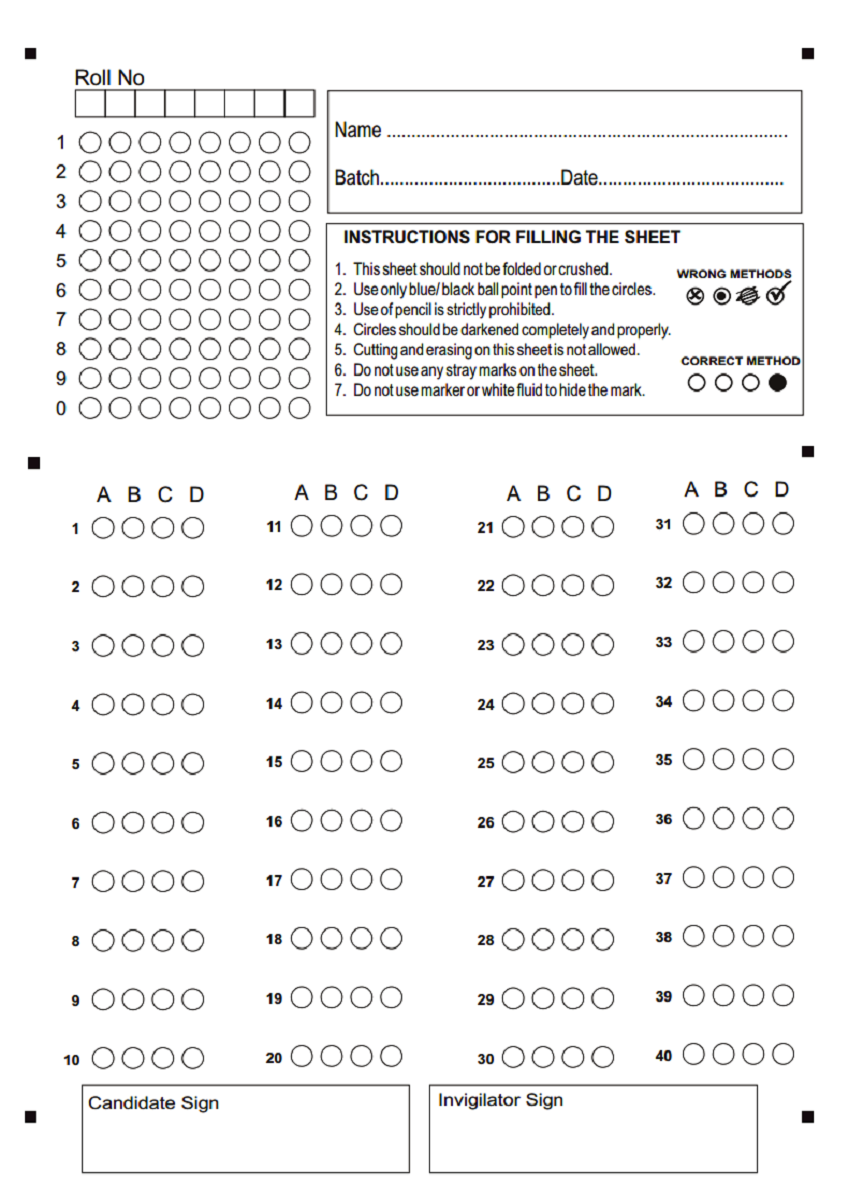 Roll No
1
2
3
4
5
6
7
8
9
0
Name ................................................................................
Batch.....................................Date......................................
INSTRUCTIONS FOR FILLING THE SHEET
1. This sheet should not be folded or crushed.
2. Use only blue/ black ball point pen to fill the circles.
3. Use of pencil is strictly prohibited.
4. Circles should be darkened completely and properly.
5. Cutting and erasing on this sheet is not allowed.
6. Do not use any stray marks on the sheet.
7. Do not use marker or white fluid to hide the mark.
WRONG METHODS
CORRECT METHOD
A B C D
1
2
3
4
5
6
7
8
9
10
A B C D
11
12
13
14
15
16
17
18
19
20
A B C D
21
22
23
24
25
26
27
28
29
30
A B C D
31
32
33
34
35
36
37
38
39
40
Candidate Sign
Invigilator Sign